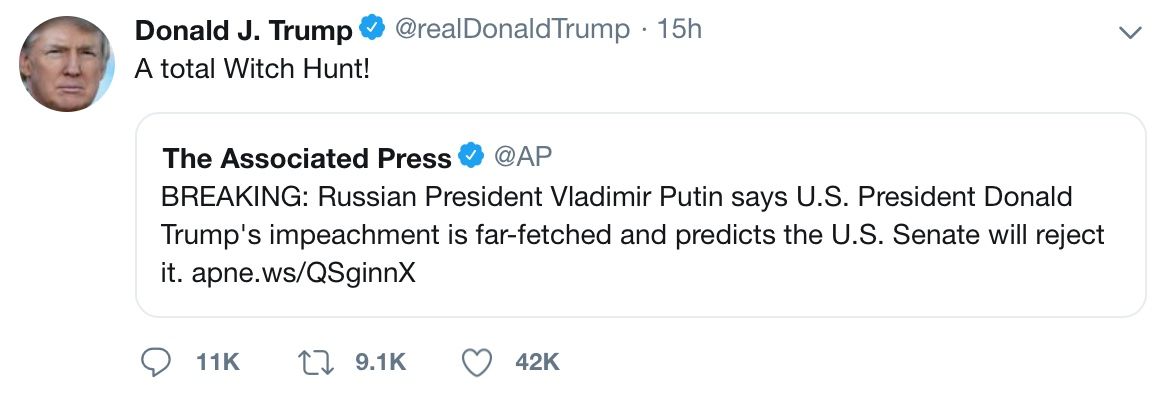 Donald J. Trump @realDonaldTrump · 15h
A total Witch Hunt!
The Associated Press @AP
BREAKING: Russian President Vladimir Putin says U.S. President Donald
Trump's impeachment is far-fetched and predicts the U.S. Senate will reject
it. apne.ws/QSginnX
11K 9.1K 42K